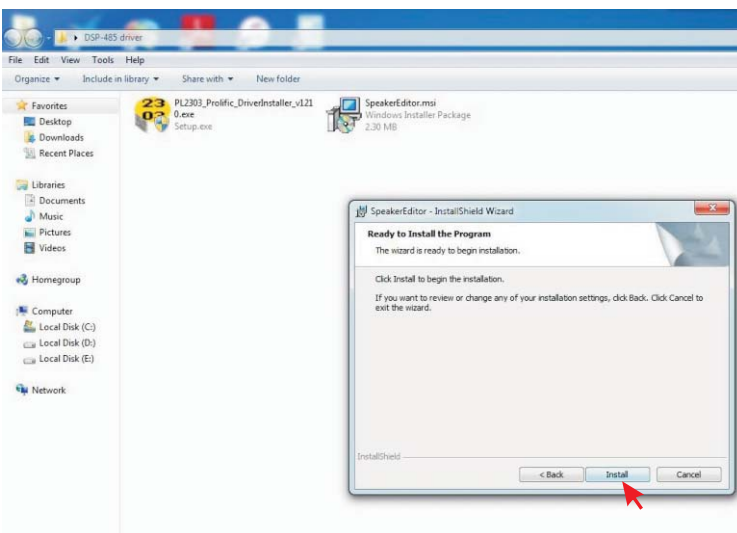 DSP-485 driver
File Edit View Tools Help
Organize Include in library Share with New folder
Favorites
Desktop
Downloads
Recent Places
Libraries
Documents
Music
Pictures
Videos
Homegroup
Computer
Local Disk (C:)
Local Disk (D:)
Local Disk (E:)
Network
23
03
PL2303_Prolific_DriverInstaller_v121
0.exe
Setup.exe
SpeakerEditor.msi
Windows Installer Package
2.30 MB
SpeakerEditor - InstallShield Wizard
Ready to Install the Program
The wizard is ready to begin installation.
Click Install to begin the installation.
If you want to review or change any of your installation settings, click Back. Click Cancel to
exit the wizard.
InstallShield
< Back Install Cancel